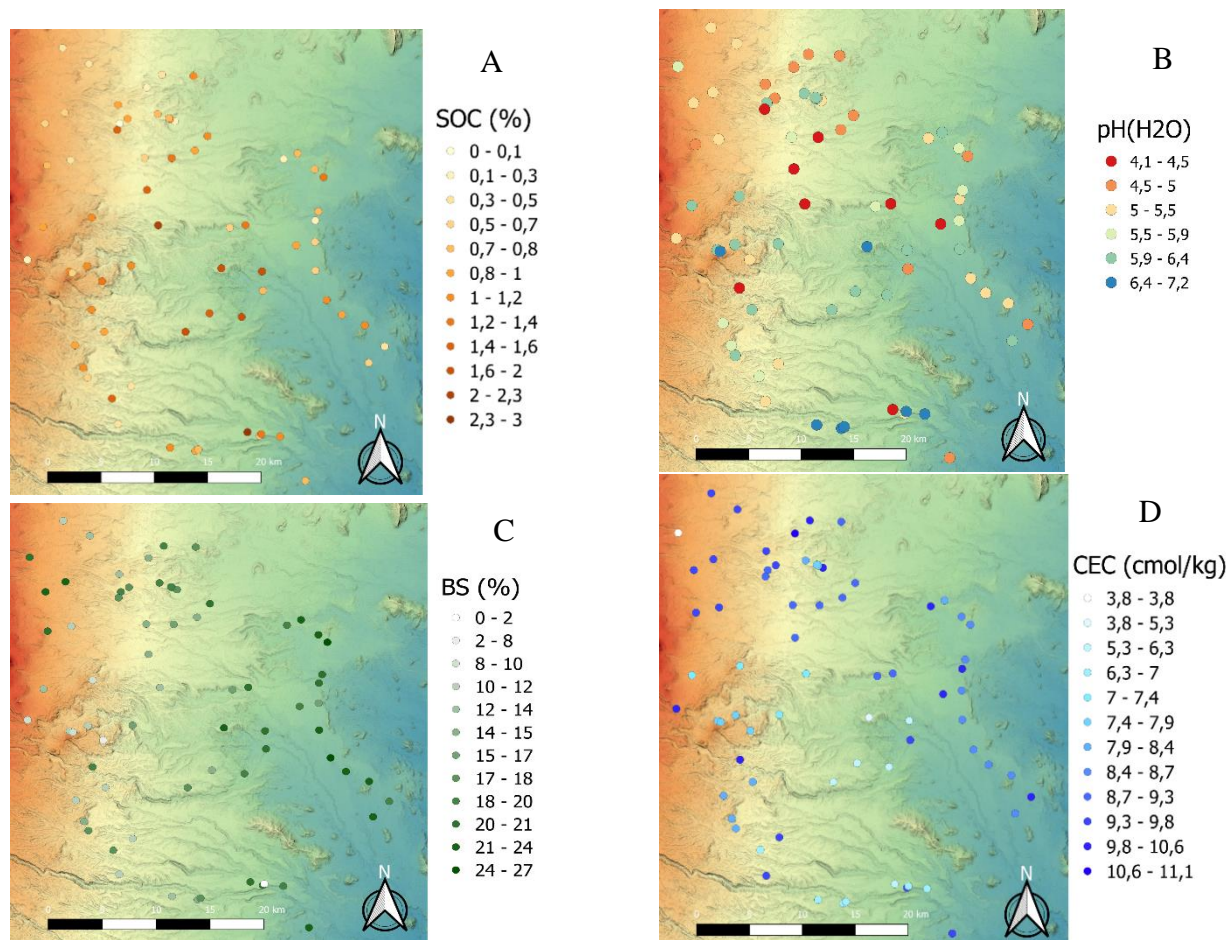 A
SOC (%)
0 - 0,1
0,1 - 0,3
0,3 - 0,5
0,5 - 0,7
0,7 - 0,8
0,8 - 1
1 - 1,2
1,2 - 1,4
1,4 - 1,6
1,6 - 2
2 - 2,3
2,3 - 3
N
0 5 10 15 20 km
B
pH(H2O)
4,1 - 4,5
4,5 - 5
5 - 5,5
5,5 - 5,9
5,9 - 6,4
6,4 - 7,2
N
0 5 10 15 20 km
C
BS (%)
0 - 2
2 - 8
8 - 10
10 - 12
12 - 14
14 - 15
15 - 17
17 - 18
18 - 20
20 - 21
21 - 24
24 - 27
N
0 5 10 15 20 km
D
CEC (cmol/kg)
3,8 - 3,8
3,8 - 5,3
5,3 - 6,3
6,3 - 7
7 - 7,4
7,4 - 7,9
7,9 - 8,4
8,4 - 8,7
8,7 - 9,3
9,3 - 9,8
9,8 - 10,6
10,6 - 11,1
N
0 5 10 15 20 km